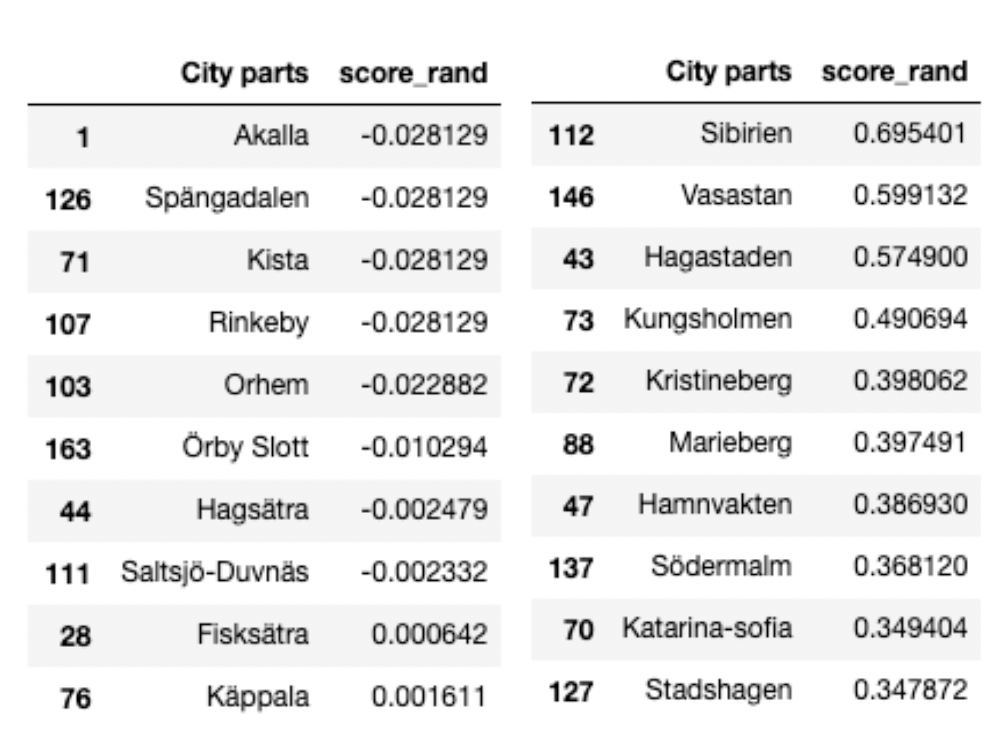 City parts score_rand
1 Akalla -0.028129
126 Spängadalen -0.028129
71 Kista -0.028129
107 Rinkeby -0.028129
103 Orhem -0.022882
163 Örby Slott -0.010294
44 Hagsätra -0.002479
111 Saltsjö-Duvnäs -0.002332
28 Fisksätra 0.000642
76 Käppala 0.001611
City parts score_rand
112 Sibirien 0.695401
146 Vasastan 0.599132
43 Hagastaden 0.574900
73 Kungsholmen 0.490694
72 Kristineberg 0.398062
88 Marieberg 0.397491
47 Hamnvakten 0.386930
137 Södermalm 0.368120
70 Katarina-sofia 0.349404
127 Stadshagen 0.347872